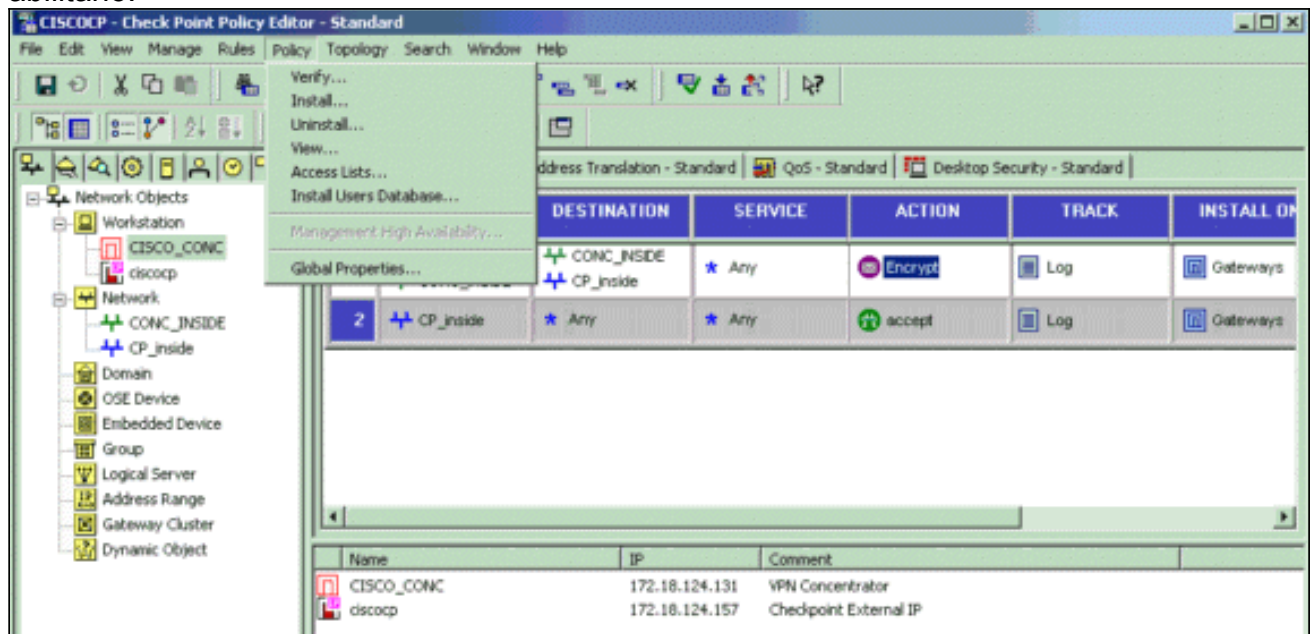 CISCOCP - Check Point Policy Editor - Standard
File Edit View Manage Rules Policy Topology Search Window Help
Verify...
Install...
Uninstall...
View...
Access Lists...
Install Users Database...
Management High Availability...
Global Properties...
ddress Translation - Standard QoS - Standard Desktop Security - Standard
DESTINATION SERVICE ACTION TRACK INSTALL ON
CONC_INSIDE
CP_inside
* Any Encrypt Log Gateways
2 CP_inside * Any * Any accept Log Gateways
Network Objects
Workstation
CISCO_CONC
ciscocp
Network
CONC_INSIDE
CP_inside
Domain
OSE Device
Embedded Device
Group
Logical Server
Address Range
Gateway Cluster
Dynamic Object
Name IP Comment
CISCO_CONC 172.18.124.131 VPN Concentrator
ciscocp 172.18.124.157 Checkpoint External IP